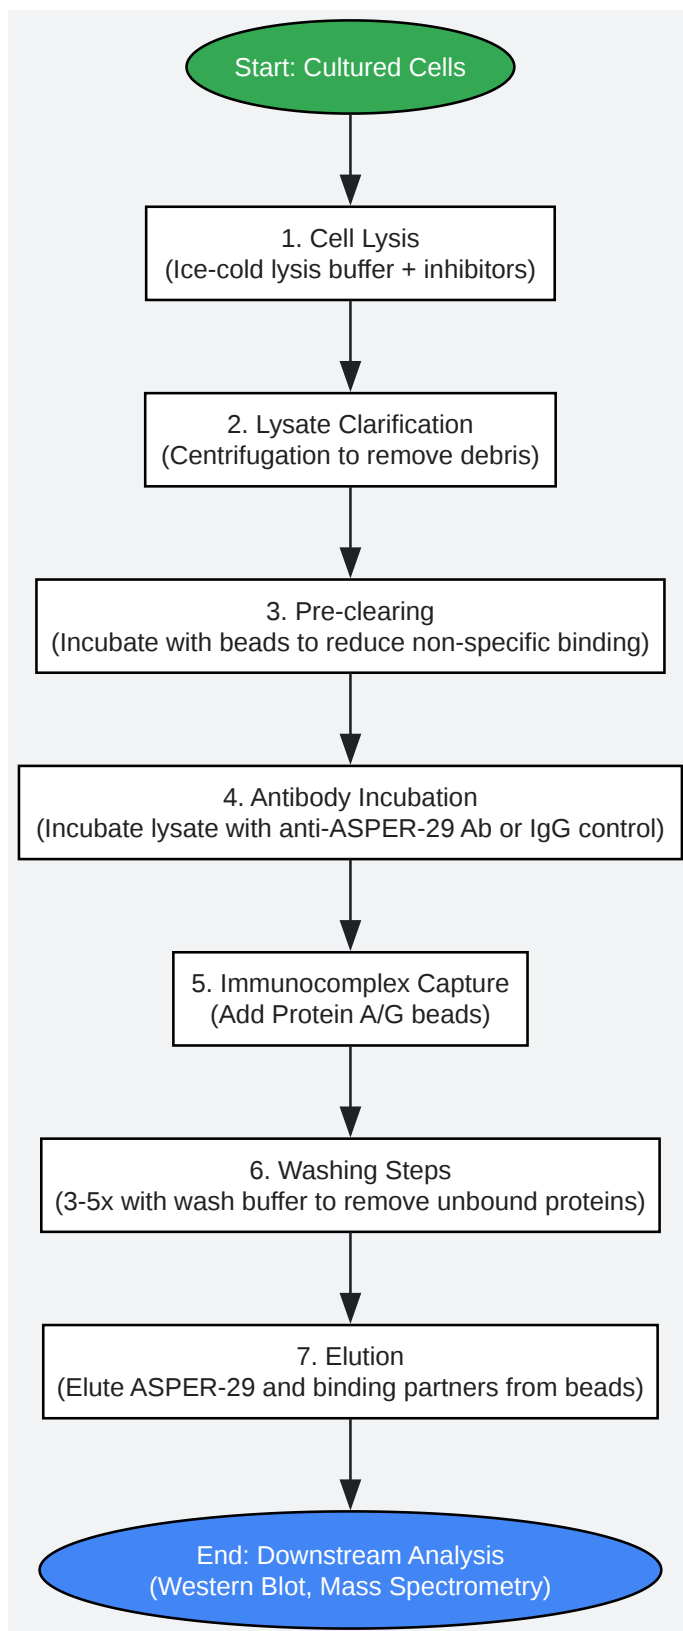 Start: Cultured Cells
1. Cell Lysis
(Ice-cold lysis buffer + inhibitors)
2. Lysate Clarification
(Centrifugation to remove debris)
3. Pre-clearing
(Incubate with beads to reduce non-specific binding)
4. Antibody Incubation
(Incubate lysate with anti-ASPER-29 Ab or IgG control)
5. Immunocomplex Capture
(Add Protein A/G beads)
6. Washing Steps
(3-5x with wash buffer to remove unbound proteins)
7. Elution
(Elute ASPER-29 and binding partners from beads)
End: Downstream Analysis
(Western Blot, Mass Spectrometry)